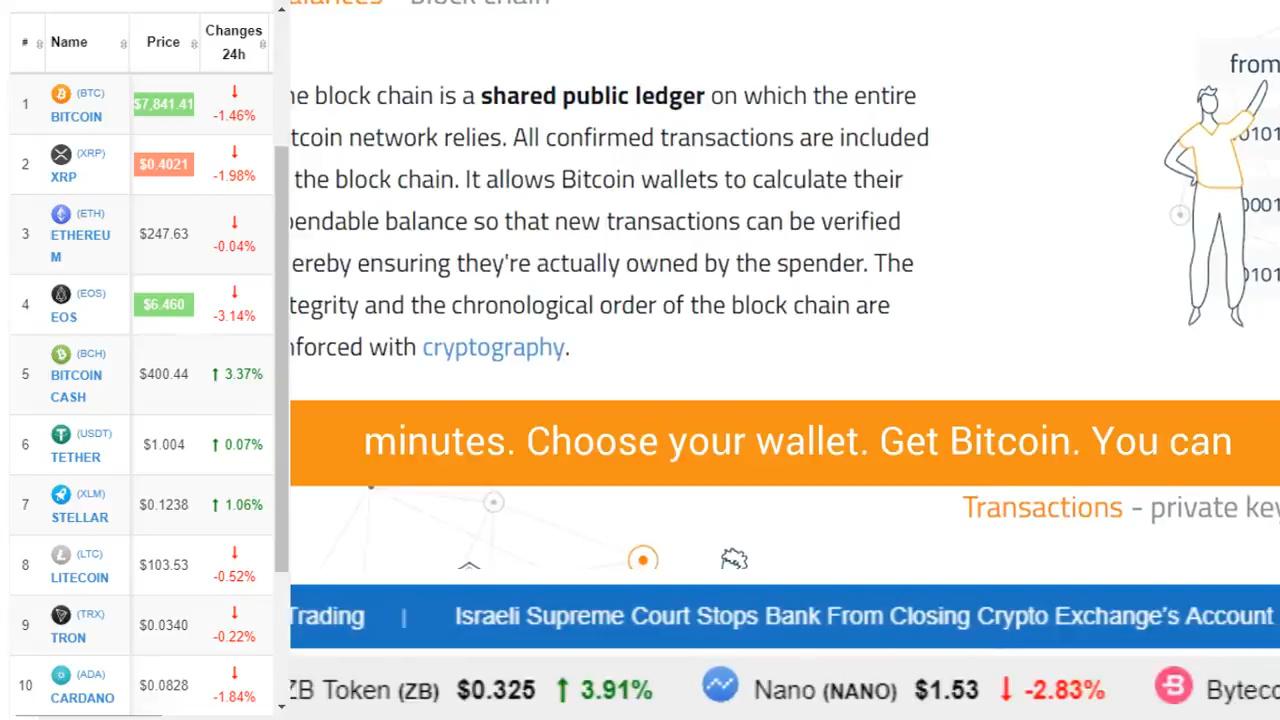 # Name Price Changes 24h
1 (BTC) BITCOIN $7,841.41 ↓ -1.46%
2 (XRP) XRP $0.4021 ↓ -1.98%
3 (ETH) ETHEREUM $247.63 ↓ -0.04%
4 (EOS) EOS $6.460 ↓ -3.14%
5 (BCH) BITCOIN CASH $400.44 ↑ 3.37%
6 (USDT) TETHER $1.004 ↑ 0.07%
7 (XLM) STELLAR $0.1238 ↑ 1.06%
8 (LTC) LITECOIN $103.53 ↓ -0.52%
9 (TRX) TRON $0.0340 ↓ -0.22%
10 (ADA) CARDANO $0.0828 ↓ -1.84%
alances - block chain
he block chain is a shared public ledger on which the entire
tcoin network relies. All confirmed transactions are included
the block chain. It allows Bitcoin wallets to calculate their
pendable balance so that new transactions can be verified
ereby ensuring they're actually owned by the spender. The
tegrity and the chronological order of the block chain are
nforced with cryptography.
from
0101
0001
0101
minutes. Choose your wallet. Get Bitcoin. You can
Transactions - private key
Trading | Israeli Supreme Court Stops Bank From Closing Crypto Exchange's Account
ZB Token (ZB) $0.325 ↑ 3.91% Nano (NANO) $1.53 ↓ -2.83% Byteco